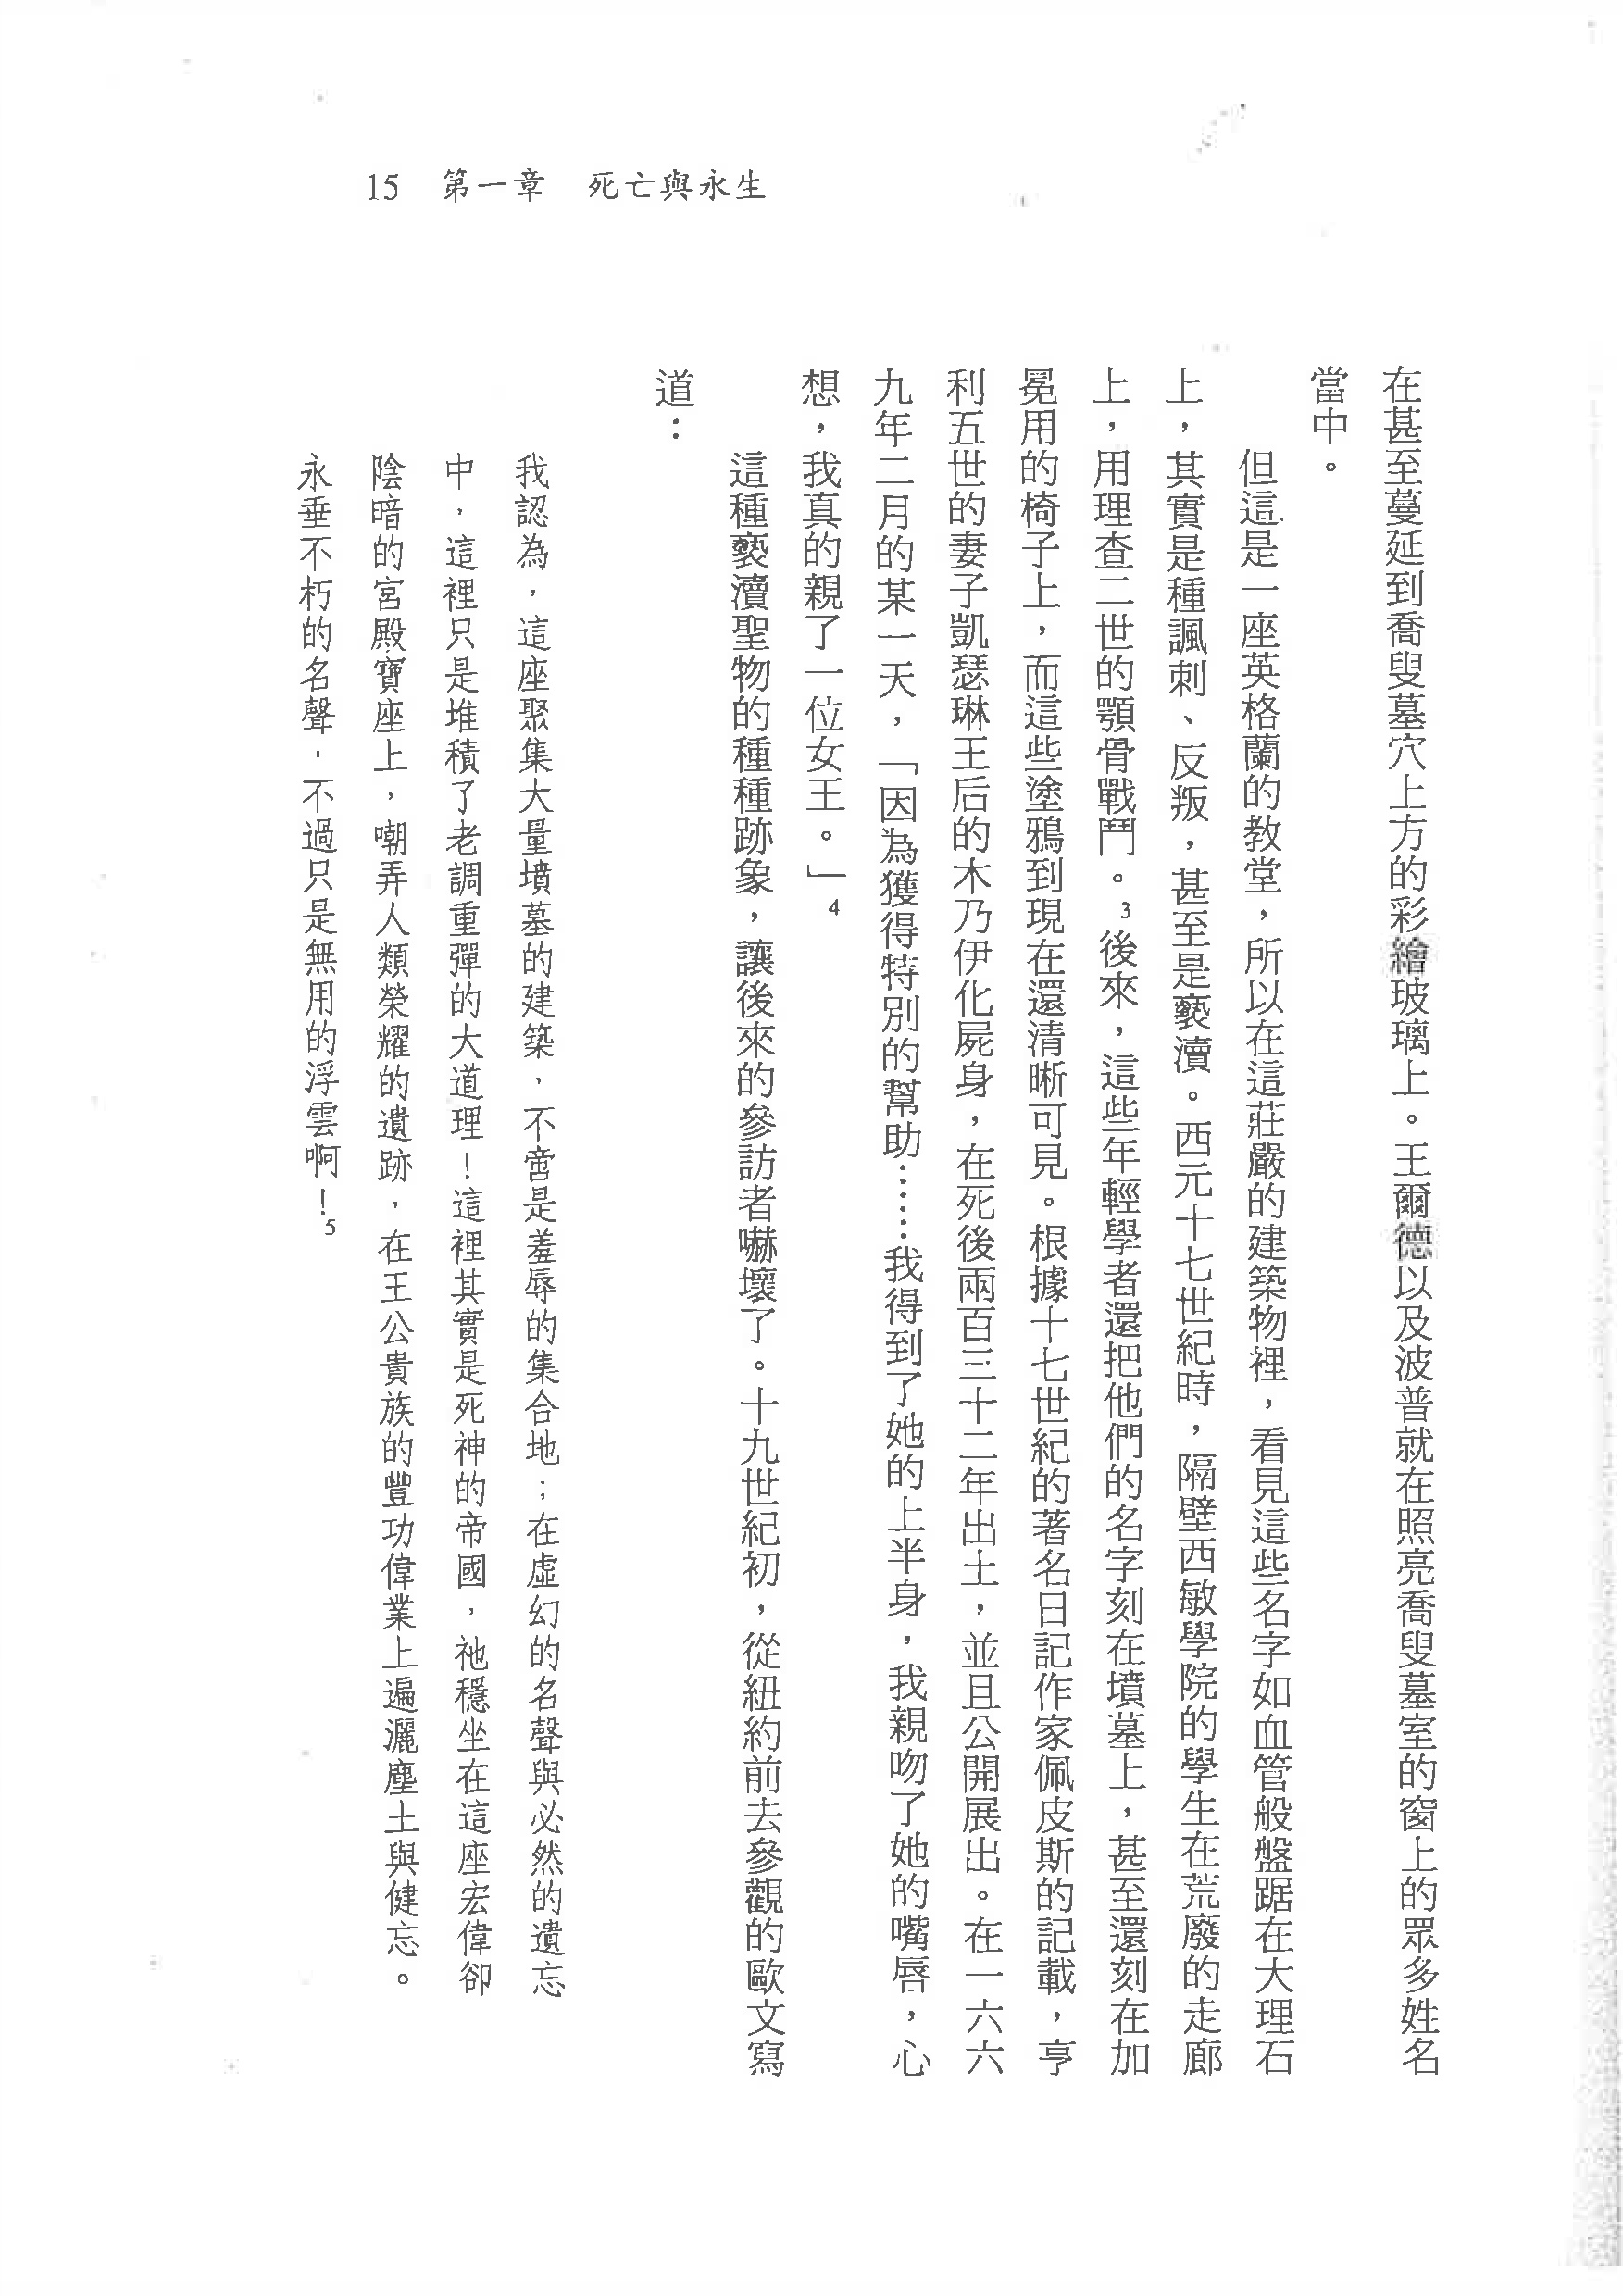 15 第一章 死亡與永生
在甚至蔓延到喬叟墓穴上方的彩繪玻璃上。王爾德以及波普就在照亮喬叟墓室的窗上的眾多姓名
當中。
但這是一座英格蘭的教堂，所以在這莊嚴的建築物裡，看見這些名字如血管般盤踞在大理石
上，其實是種諷刺、反叛，甚至是褻瀆。西元十七世紀時，隔壁西敏學院的學生在荒廢的走廊
上，用理查二世的顎骨戰鬥。3後來，這些年輕學者還把他們的名字刻在墳墓上，甚至還刻在加
冕用的椅子上，而這些塗鴉到現在還清晰可見。根據十七世紀的著名日記作家佩皮斯的記載，亨
利五世的妻子凱瑟琳王后的木乃伊化屍身，在死後兩百三十二年出土，並且公開展出。在一六六
九年二月的某一天，「因為獲得特別的幫助……我得到了她的上半身，我親吻了她的嘴唇，心
想，我真的親了一位女王。」4
這種褻瀆聖物的種種跡象，讓後來的參訪者嚇壞了。十九世紀初，從紐約前去參觀的歐文寫
道：
我認為，這座聚集大量墳墓的建築，不啻是羞辱的集合地；在虛幻的名聲與必然的遺忘
中，這裡只是堆積了老調重彈的大道理！這裡其實是死神的帝國，祂穩坐在這座宏偉卻
陰暗的宮殿寶座上，嘲弄人類榮耀的遺跡，在王公貴族的豐功偉業上遍灑塵土與健忘。
永垂不朽的名聲，不過只是無用的浮雲啊！5